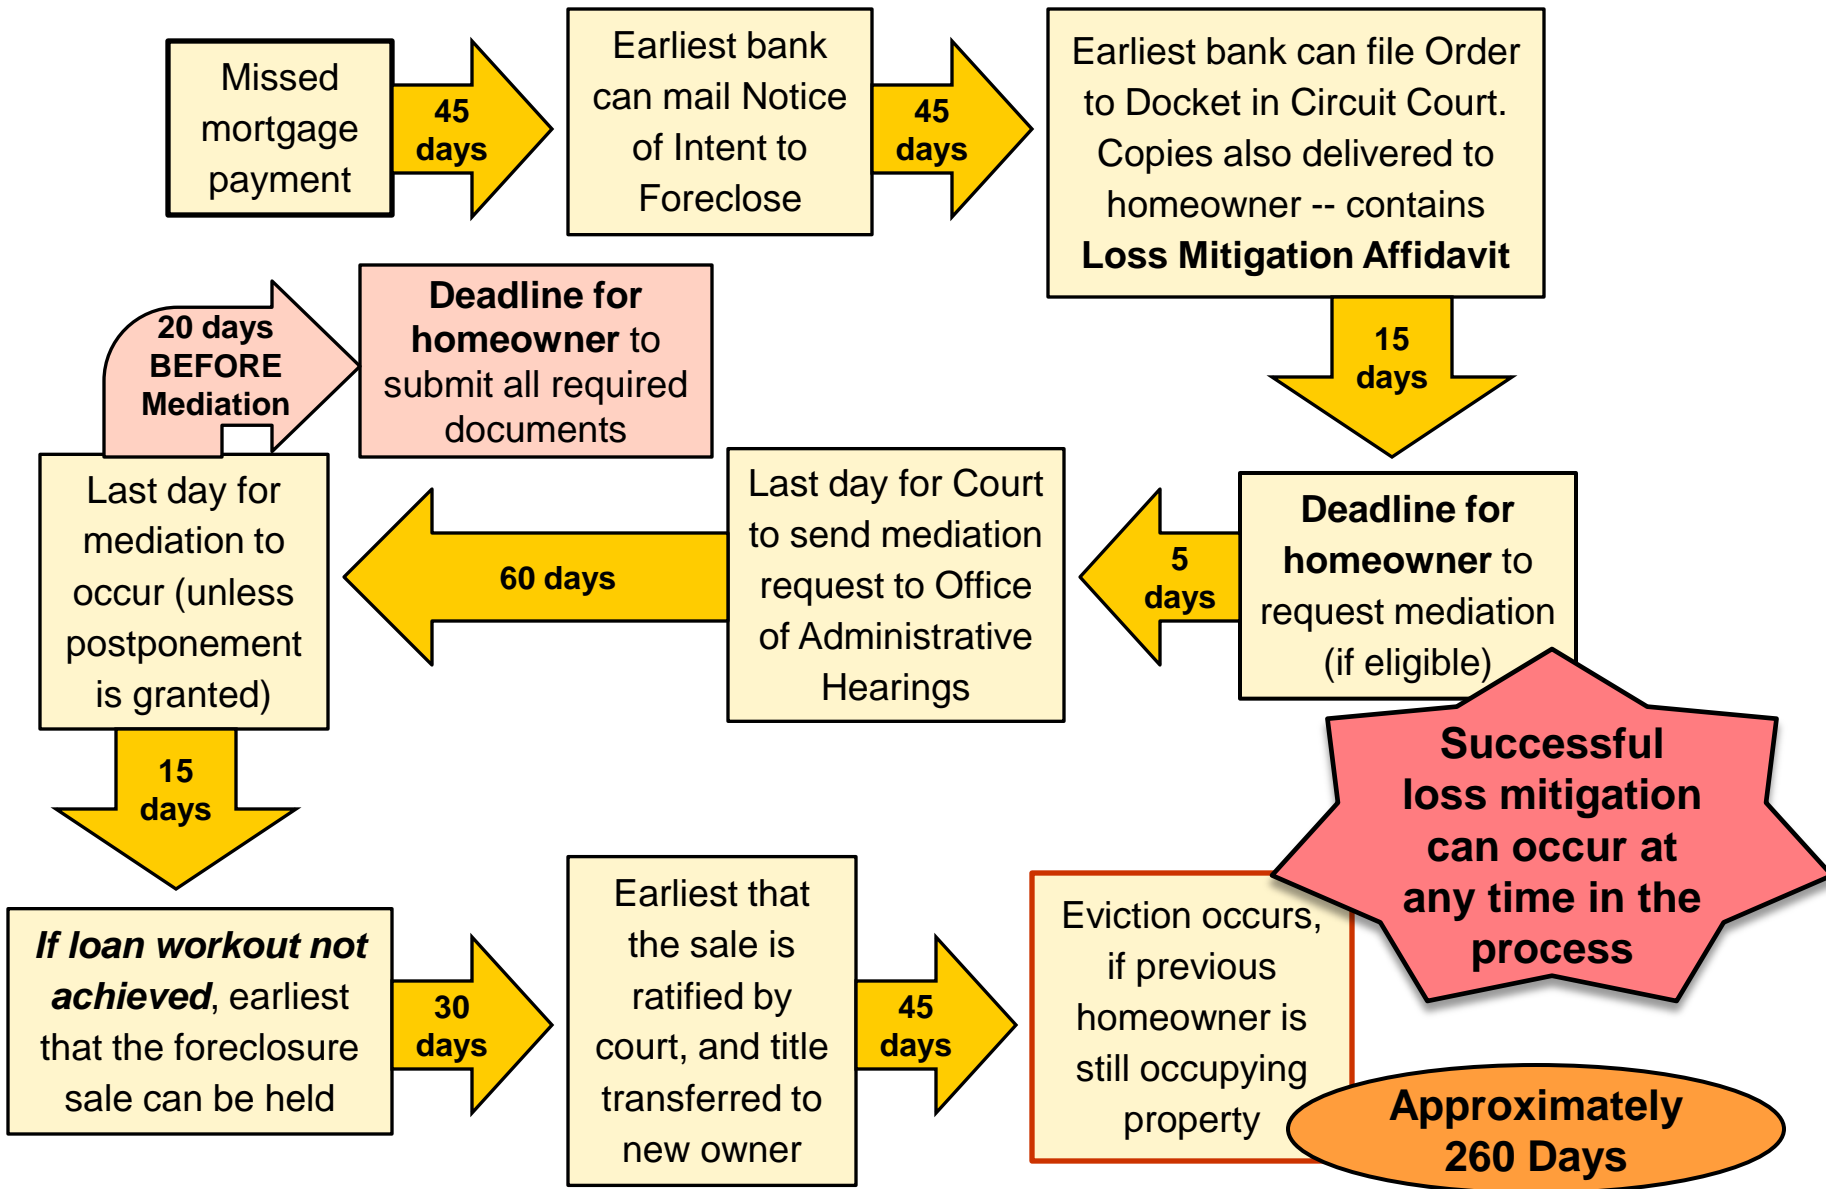 Missed
mortgage
payment
45
days
Earliest bank
can mail Notice
of Intent to
Foreclose
45
days
Earliest bank can file Order
to Docket in Circuit Court.
Copies also delivered to
homeowner -- contains
Loss Mitigation Affidavit
15
days
Deadline for
homeowner to
request mediation
(if eligible)
5
days
Last day for Court
to send mediation
request to Office
of Administrative
Hearings
60 days
Last day for
mediation to
occur (unless
postponement
is granted)
20 days
BEFORE
Mediation
Deadline for
homeowner to
submit all required
documents
15
days
If loan workout not
achieved, earliest
that the foreclosure
sale can be held
30
days
Earliest that
the sale is
ratified by
court, and title
transferred to
new owner
45
days
Eviction occurs,
if previous
homeowner is
still occupying
property
Successful
loss mitigation
can occur at
any time in the
process
Approximately
260 Days